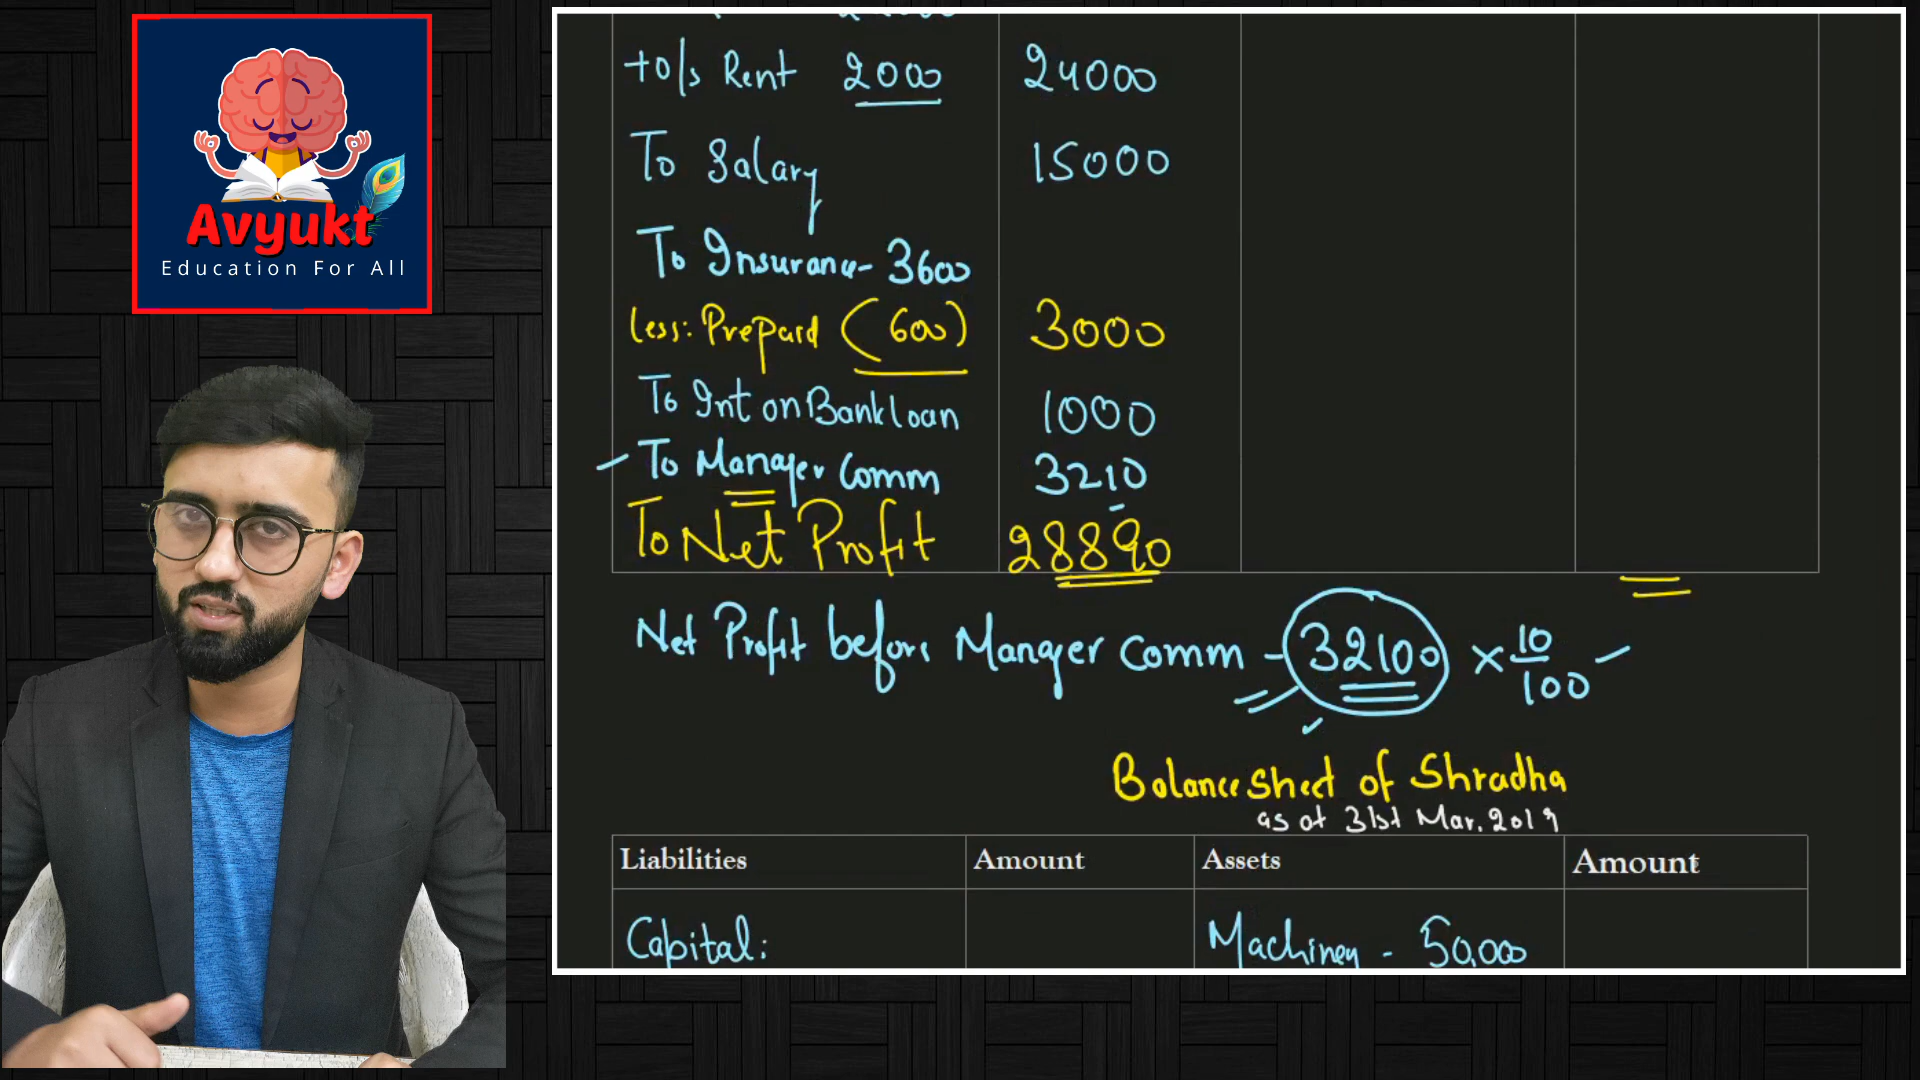 Avyukt
Education For All
+o/s Rent 2000 24000
To Salary 15000
To Insurance - 3600
Less: Prepaid (600) 3000
To Int on Bank loan 1000
To Manager Comm 3210
To Net Profit 28890
Net Profit before Manager Comm - 32100 × 10/100
Balance Sheet of Shradha
as at 31st Mar, 2019
Liabilities Amount Assets Amount
Capital: Machinery - 50,000